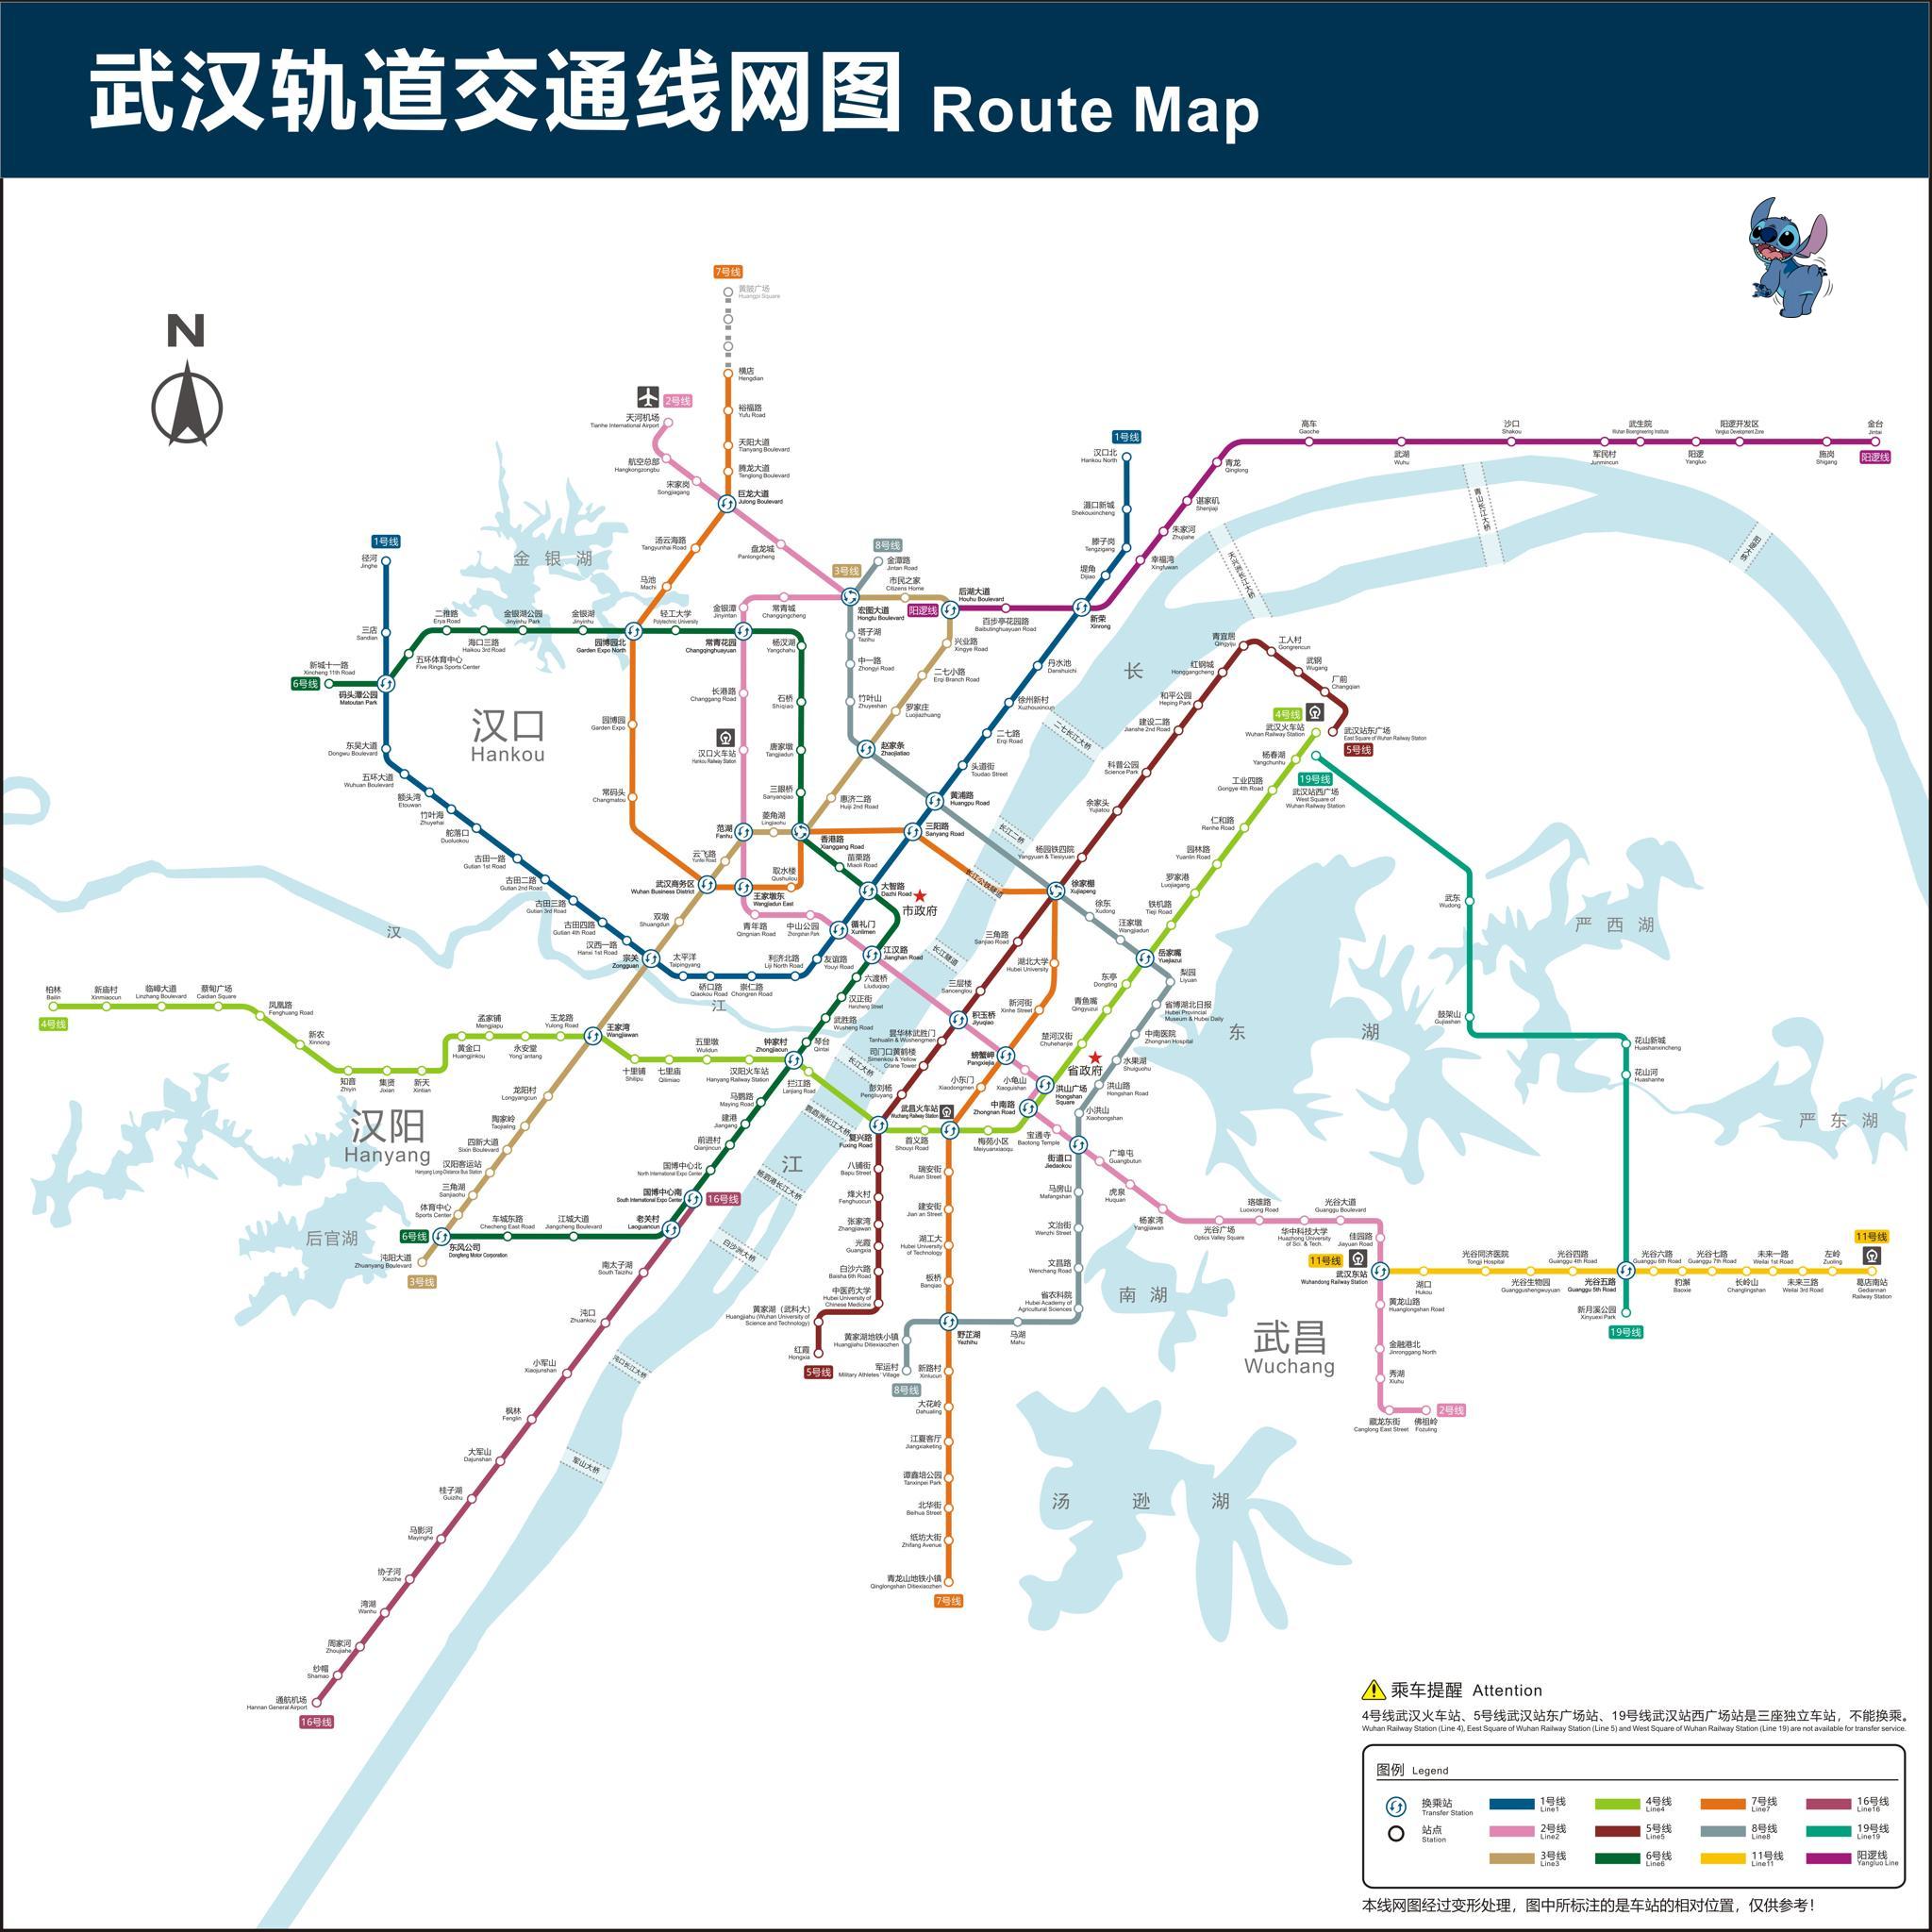 武汉轨道交通线网图 Route Map
N
7号线
黄陂广场
Huangpi Square
横店
Hengdian
裕福路
Yufu Road
天阳大道
Tianyang Boulevard
腾龙大道
Tenglong Boulevard
巨龙大道
Julong Boulevard
2号线
天河机场
Tianhe International Airport
航空总部
Hangkongzongbu
宋家岗
Songjiagang
盘龙城
Panlongcheng
汤云海路
Tangyunhai Road
马池
Machi
1号线
汉口北
Hankou North
滠口新城
Shekouxincheng
滕子岗
Tengzigang
堤角
Dijiao
新荣
Xinrong
高车
Gaoche
武湖
Wuhu
沙口
Shakou
军民村
Junmincun
武生院
Wuhan Bioengineering Institute
阳逻
Yangluo
阳逻开发区
Yangluo Development Zone
施岗
Shigang
金台
Jintai
阳逻线
青龙
Qinglong
谌家矶
Shenjiaji
朱家河
Zhujiahe
幸福湾
Xingfuwan
青山长江大桥
天兴洲长江大桥
阳逻大桥
1号线
径河
Jinghe
三店
Sandian
金银湖
8号线
金潭路
Jintan Road
3号线
市民之家
Citizens Home
阳逻线
后湖大道
Houhu Boulevard
百步亭花园路
Baibutinghuayuan Road
宏图大道
Hongtu Boulevard
金银潭
Jinyintan
常青城
Changqingcheng
二雅路
Erya Road
海口三路
Haikou 3rd Road
金银湖公园
Jinyinhu Park
金银湖
Jinyinhu
园博园北
Garden Expo North
轻工大学
Polytechnic University
常青花园
Changqinghuayuan
杨汊湖
Yangchahu
塔子湖
Tazihu
中一路
Zhongyi Road
竹叶山
Zhuyeshan
兴业路
Xingye Road
二七小路
Erqi Branch Road
罗家庄
Luojiazhuang
赵家条
Zhaojiatiao
新城十一路
Xincheng 11th Road
6号线
五环体育中心
Five Rings Sports Center
码头潭公园
Matoutan Park
东吴大道
Dongwu Boulevard
五环大道
Wuhuan Boulevard
额头湾
Etouwan
竹叶海
Zhuyehai
舵落口
Duoluokou
古田一路
Gutian 1st Road
古田二路
Gutian 2nd Road
古田三路
Gutian 3rd Road
古田四路
Gutian 4th Road
汉西一路
Hanxi 1st Road
宗关
Zongguan
汉口
Hankou
园博园
Garden Expo
常码头
Changmatou
长港路
Changgang Road
汉口火车站
Hankou Railway Station
石桥
Shiqiao
唐家墩
Tangjiadun
三眼桥
Sanyanqiao
惠济二路
Huiji 2nd Road
范湖
Fanhu
菱角湖
Lingjiaohu
香港路
Xianggang Road
云飞路
Yunfei Road
武汉商务区
Wuhan Business District
王家墩东
Wangjiadun East
取水楼
Qushuilou
苗栗路
Miaoli Road
大智路
Dazhi Road
市政府
三阳路
Sanyang Road
黄浦路
Huangpu Road
头道街
Toudao Street
二七路
Erqi Road
徐州新村
Xuzhouxincun
丹水池
Danshuichi
长
二七长江大桥
长江二桥
长江公铁隧道
长江隧道
双墩
Shuangdun
青年路
Qingnian Road
中山公园
Zhongshan Park
循礼门
Xunlimen
江汉路
Jianghan Road
友谊路
Youyi Road
利济北路
Liji North Road
崇仁路
Chongren Road
硚口路
Qiaokou Road
太平洋
Taipingyang
六渡桥
Liuduqiao
汉正街
Hanzheng Street
武胜路
Wusheng Road
琴台
Qintai
汉
江
青宜居
Qingyiju
工人村
Gongrencun
武钢
Wugang
厂前
Changqian
红钢城
Honggangcheng
和平公园
Heping Park
建设二路
Jianshe 2nd Road
科普公园
Science Park
余家头
Yujiatou
杨园铁四院
Yangyuan & Tiesiyuan
徐家棚
Xujiapeng
4号线
武汉火车站
Wuhan Railway Station
武汉站东广场
East Square of Wuhan Railway Station
5号线
19号线
武汉站西广场
West Square of
Wuhan Railway Station
杨春湖
Yangchunhu
工业四路
Gongye 4th Road
仁和路
Renhe Road
园林路
Yuanlin Road
罗家港
Luojiagang
铁机路
Tieji Road
岳家嘴
Yuejiazui
徐东
Xudong
汪家墩
Wangjiadun
三角路
Sanjiao Road
三层楼
Sancenglou
积玉桥
Jiyuqiao
湖北大学
Hubei University
新河街
Xinhe Street
螃蟹岬
Pangxiejia
东亭
Dongting
青鱼嘴
Qingyuzui
楚河汉街
Chuhehanjie
梨园
Liyuan
省博湖北日报
Hubei Provincial
Museum & Hubei Daily
中南医院
Zhongnan Hospital
水果湖
Shuiguohu
洪山路
Hongshan Road
小洪山
Xiaohongshan
省政府
洪山广场
Hongshan
Square
小龟山
Xiaoguishan
中南路
Zhongnan Road
宝通寺
Baotong Temple
街道口
Jiedaokou
广埠屯
Guangbutun
虎泉
Huquan
杨家湾
Yangjiawan
武东
Wudong
鼓架山
Gujiashan
花山新城
Huashanxincheng
花山河
Huashanhe
严西湖
严东湖
东 湖
4号线
柏林
Bailin
新庙村
Xinmiaocun
临嶂大道
Linzhang Boulevard
蔡甸广场
Caidian Square
凤凰路
Fenghuang Road
新农
Xinnong
知音
Zhiyin
集贤
Jixian
新天
Xintian
黄金口
Huangjinkou
孟家铺
Mengjiapu
永安堂
Yong'antang
玉龙路
Yulong Road
王家湾
Wangjiawan
十里铺
Shilipu
七里庙
Qilimiao
五里墩
Wulidun
汉阳火车站
Hanyang Railway Station
钟家村
Zhongjiacun
拦江路
Lanjiang Road
马鹦路
Maying Road
建港
Jiangang
前进村
Qianjincun
国博中心北
North International Expo Center
国博中心南
South International Expo Center
16号线
老关村
Laoguancun
龙阳村
Longyangcun
陶家岭
Taojialing
四新大道
Sixin Boulevard
汉阳客运站
Hanyang Long Distance Bus Station
三角湖
Sanjiaohu
体育中心
Sports Center
6号线
东风公司
Dongfeng Motor Corporation
沌阳大道
Zhuanyang Boulevard
3号线
车城东路
Checheng East Road
江城大道
Jiangcheng Boulevard
汉阳
Hanyang
后官湖
昙华林武胜门
Tanhualin & Wushengmen
司门口黄鹤楼
Simenkou & Yellow
Crane Tower
彭刘杨
Pengliuyang
复兴路
Fuxing Road
首义路
Shouyi Road
武昌火车站
Wuchang Railway Station
小东门
Xiaodongmen
梅苑小区
Meiyuanxiaoqu
长江大桥
鹦鹉洲长江大桥
杨泗港长江大桥
白沙洲大桥
沌口长江大桥
军山大桥
江
八铺街
Bapu Street
烽火村
Fenghuocun
张家湾
Zhangjiawan
光霞
Guangxia
白沙六路
Baisha 6th Road
中医药大学
Hubei University of
Chinese Medicine
黄家湖（武科大）
Huangjiahu (Wuhan University of
Science and Technology)
红霞
Hongxia
5号线
瑞安街
Ruian Street
建安街
Jian an Street
湖工大
Hubei University of
Technology
板桥
Banqiao
野芷湖
Yezhihu
马湖
Mahu
黄家湖地铁小镇
Huangjiahu Ditiexiaozhen
军运村
Military Athletes' Village
8号线
马房山
Mafangshan
文治街
Wenzhi Street
文昌路
Wenchang Road
省农科院
Hubei Academy of
Agricultural Sciences
新路村
Xinlucun
大花岭
Dahualing
江夏客厅
Jiangxiaketing
谭鑫培公园
Tanxinpei Park
北华街
Beihua Street
纸坊大街
Zhifang Avenue
青龙山地铁小镇
Qinglongshan Ditiexiaozhen
7号线
光谷广场
Optics Valley Square
珞雄路
Luoxiong Road
华中科技大学
Huazhong University
of Sci. & Tech.
光谷大道
Guanggu Boulevard
佳园路
Jiayuan Road
11号线
武汉东站
Wuhandong Railway Station
湖口
Hukou
光谷同济医院
Tongji Hospital
光谷生物园
Guanggushengwuyuan
光谷四路
Guanggu 4th Road
光谷五路
Guanggu 5th Road
光谷六路
Guanggu 6th Road
豹澥
Baoxie
光谷七路
Guanggu 7th Road
长岭山
Changlingshan
未来一路
Weilai 1st Road
未来三路
Weilai 3rd Road
左岭
Zuoling
11号线
葛店南站
Gediannan
Railway Station
新月溪公园
Xinyuexi Park
19号线
黄龙山路
Huanglongshan Road
金融港北
Jinronggang North
秀湖
Xiuhu
藏龙东街
Canglong East Street
佛祖岭
Fozuling
2号线
南湖
武昌
Wuchang
汤逊湖
南太子湖
South Taizihu
沌口
Zhuankou
小军山
Xiaojunshan
枫林
Fenglin
大军山
Dajunshan
桂子湖
Guizihu
马影河
Mayinghe
协子河
Xiezihe
湾湖
Wanhu
周家河
Zhoujiahe
纱帽
Shamao
通航机场
Hannan General Airport
16号线
乘车提醒 Attention
4号线武汉火车站、5号线武汉站东广场站、19号线武汉站西广场站是三座独立车站，不能换乘。
Wuhan Railway Station (Line 4), East Square of Wuhan Railway Station (Line 5) and West Square of Wuhan Railway Station (Line 19) are not available for transfer service.
图例 Legend
换乘站
Transfer Station
站点
Station
1号线
Line1
2号线
Line2
3号线
Line3
4号线
Line4
5号线
Line5
6号线
Line6
7号线
Line7
8号线
Line8
11号线
Line11
16号线
Line16
19号线
Line19
阳逻线
Yangluo Line
本线网图经过变形处理，图中所标注的是车站的相对位置，仅供参考！